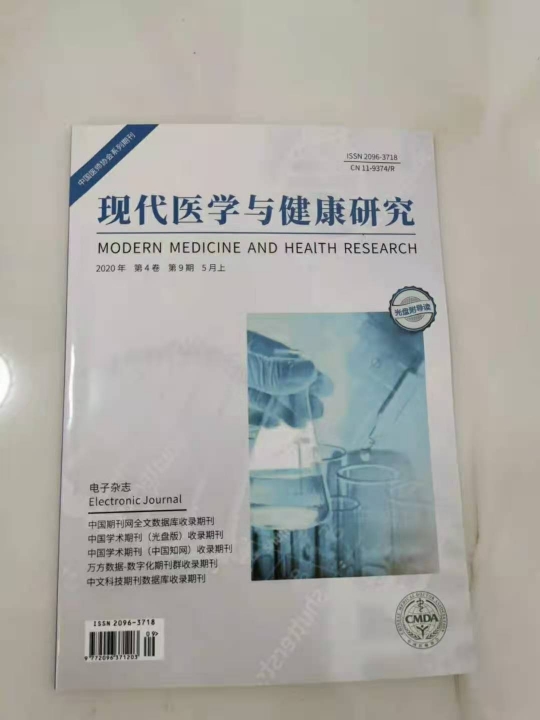 中国医师协会系列期刊
ISSN 2096-3718
CN 11-9374/R
现代医学与健康研究
MODERN MEDICINE AND HEALTH RESEARCH
2020 年 第 4 卷 第 9 期 5 月上
光盘附导读
电子杂志
Electronic Journal
中国期刊网全文数据库收录期刊
中国学术期刊（光盘版）收录期刊
中国学术期刊（中国知网）收录期刊
万方数据-数字化期刊群收录期刊
中文科技期刊数据库收录期刊
ISSN 2096-3718
09
9 772096 371203
CMDA